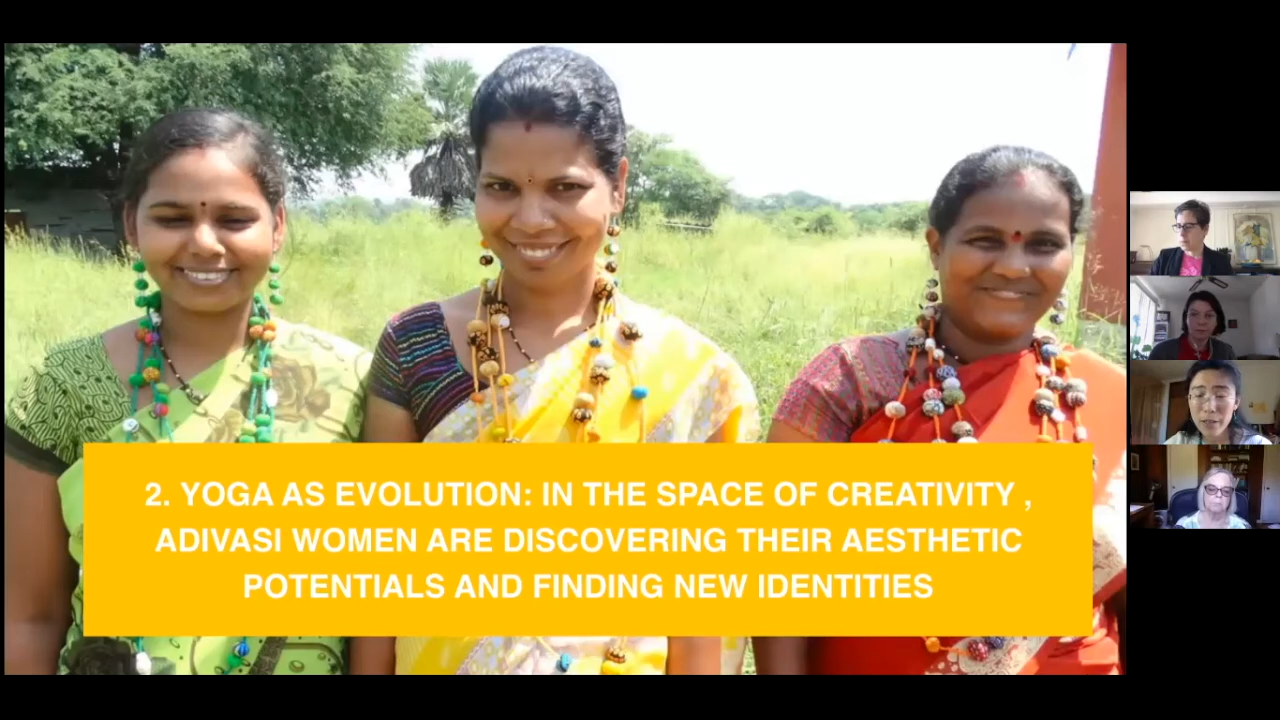 2. YOGA AS EVOLUTION: IN THE SPACE OF CREATIVITY ,
ADIVASI WOMEN ARE DISCOVERING THEIR AESTHETIC
POTENTIALS AND FINDING NEW IDENTITIES